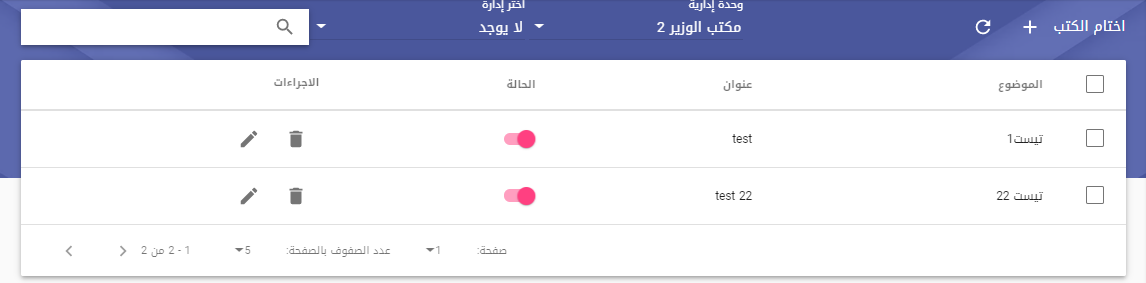 اختام الكتب
وحدة إدارية
مكتب الوزير 2
اختر إدارة
لا يوجد
الموضوع عنوان الحالة الاجراءات
تيست1 test
تيست 22 test 22
صفحة: 1 عدد الصفوف بالصفحة: 5 1 - 2 من 2